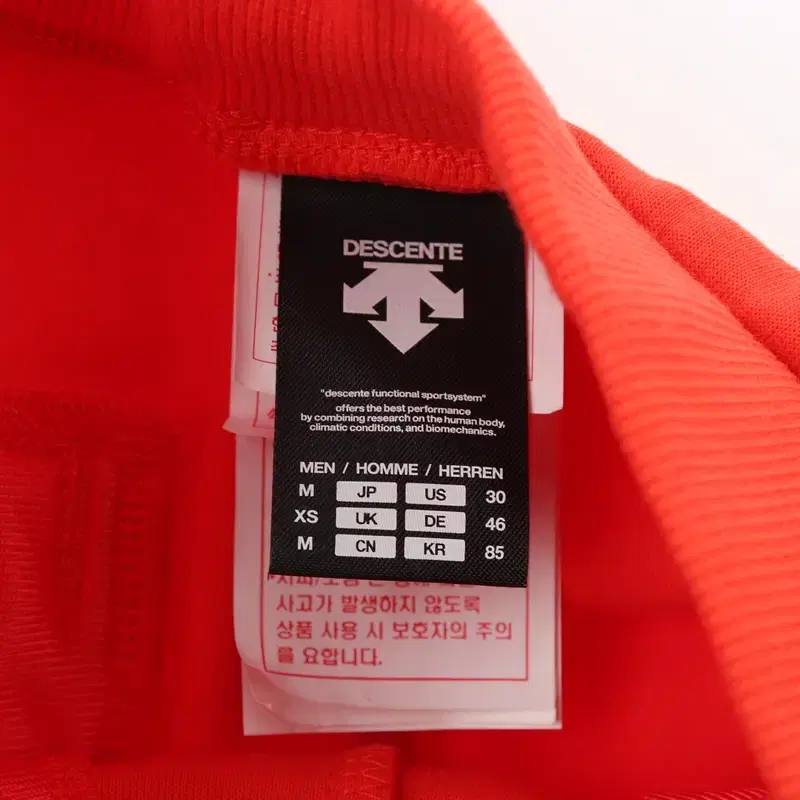 DESCENTE
"descente functional sportsystem"
offers the best performance
by combining research on the human body,
climatic conditions, and biomechanics.
MEN / HOMME / HERREN
M JP US 30
XS UK DE 46
M CN KR 85
사고가 발생하지 않도록
상품 사용 시 보호자의 주의
를 요합니다.